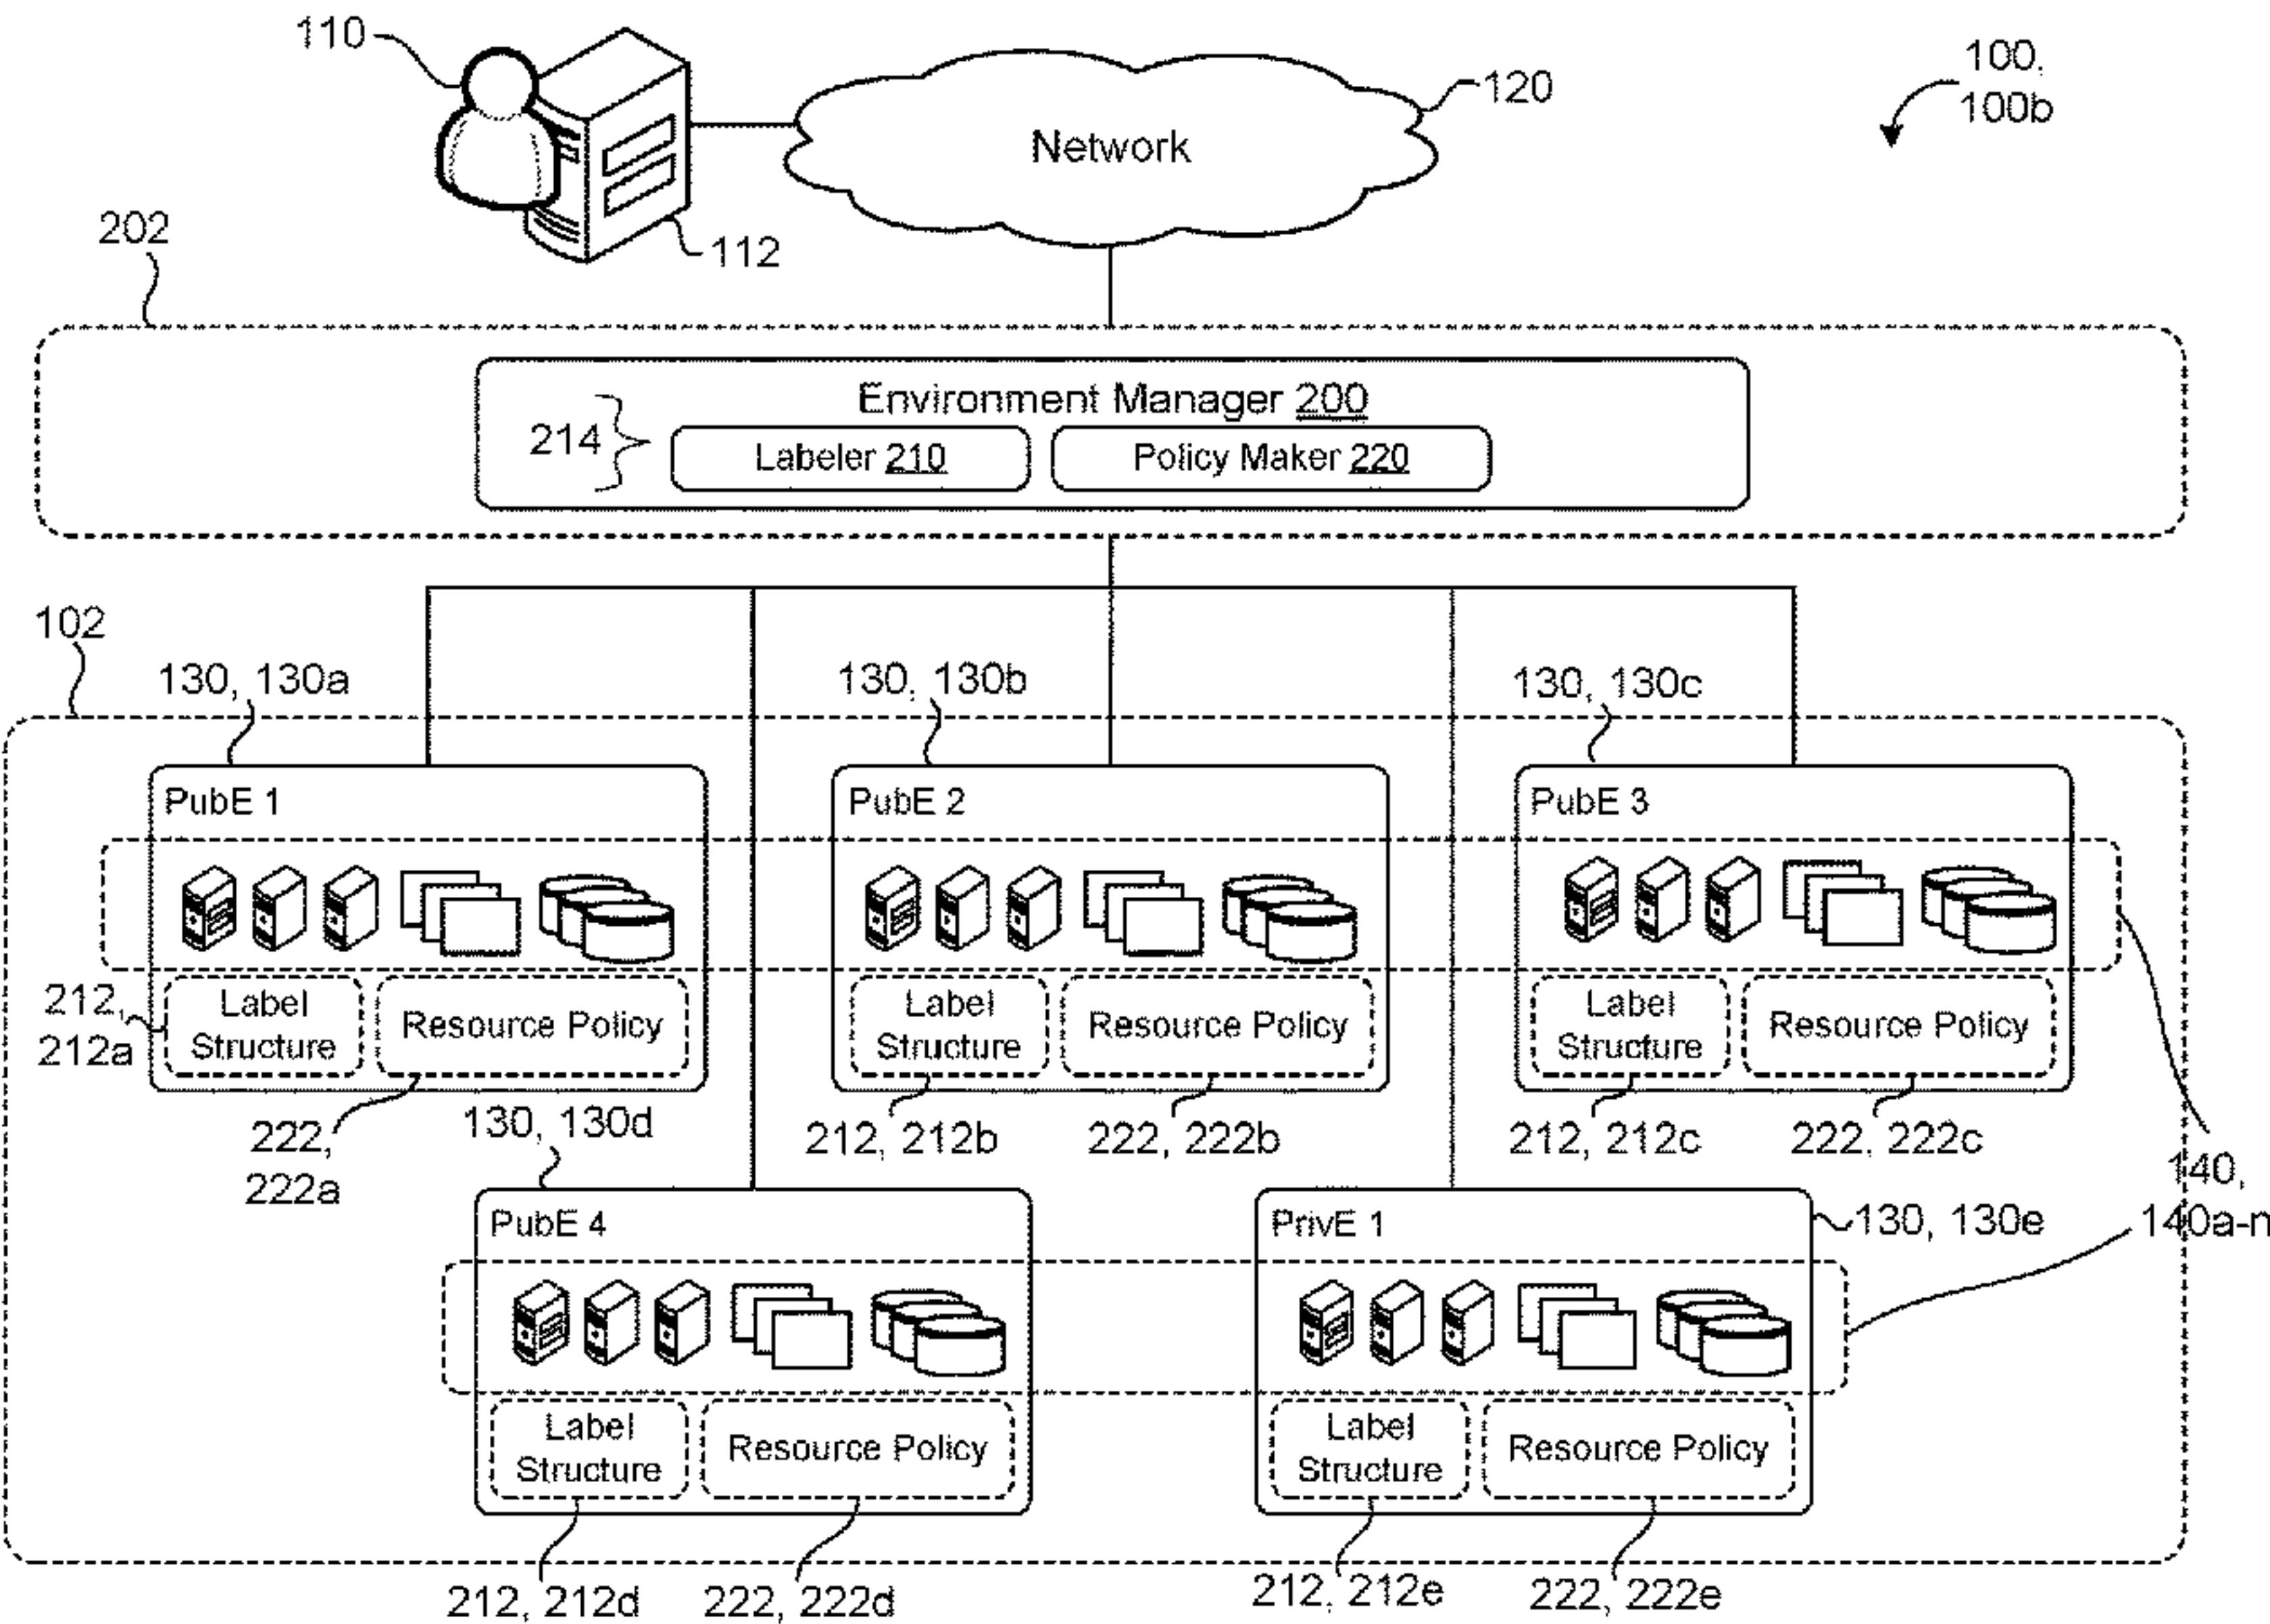 110
120
100,
100b
Network
112
202
Environment Manager 200
214
Labeler 210
Policy Maker 220
102
130, 130a
130, 130b
130, 130c
PubE 1
PubE 2
PubE 3
212,
212a
Label
Structure
Resource Policy
Label
Structure
Resource Policy
Label
Structure
Resource Policy
222,
222a
130, 130d
212, 212b
222, 222b
212, 212c
222, 222c
140,
140a-n
PubE 4
PrivE 1
130, 130e
Label
Structure
Resource Policy
Label
Structure
Resource Policy
212, 212d
222, 222d
212, 212e
222, 222e